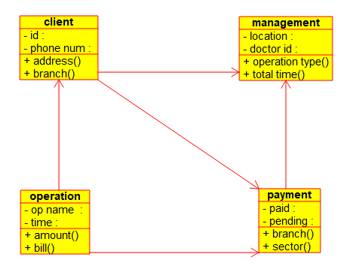 client
- id :
- phone num :
+ address()
+ branch()
management
- location :
- doctor id :
+ operation type()
+ total time()
operation
- op name :
- time :
+ amount()
+ bill()
payment
- paid :
- pending :
+ branch()
+ sector()